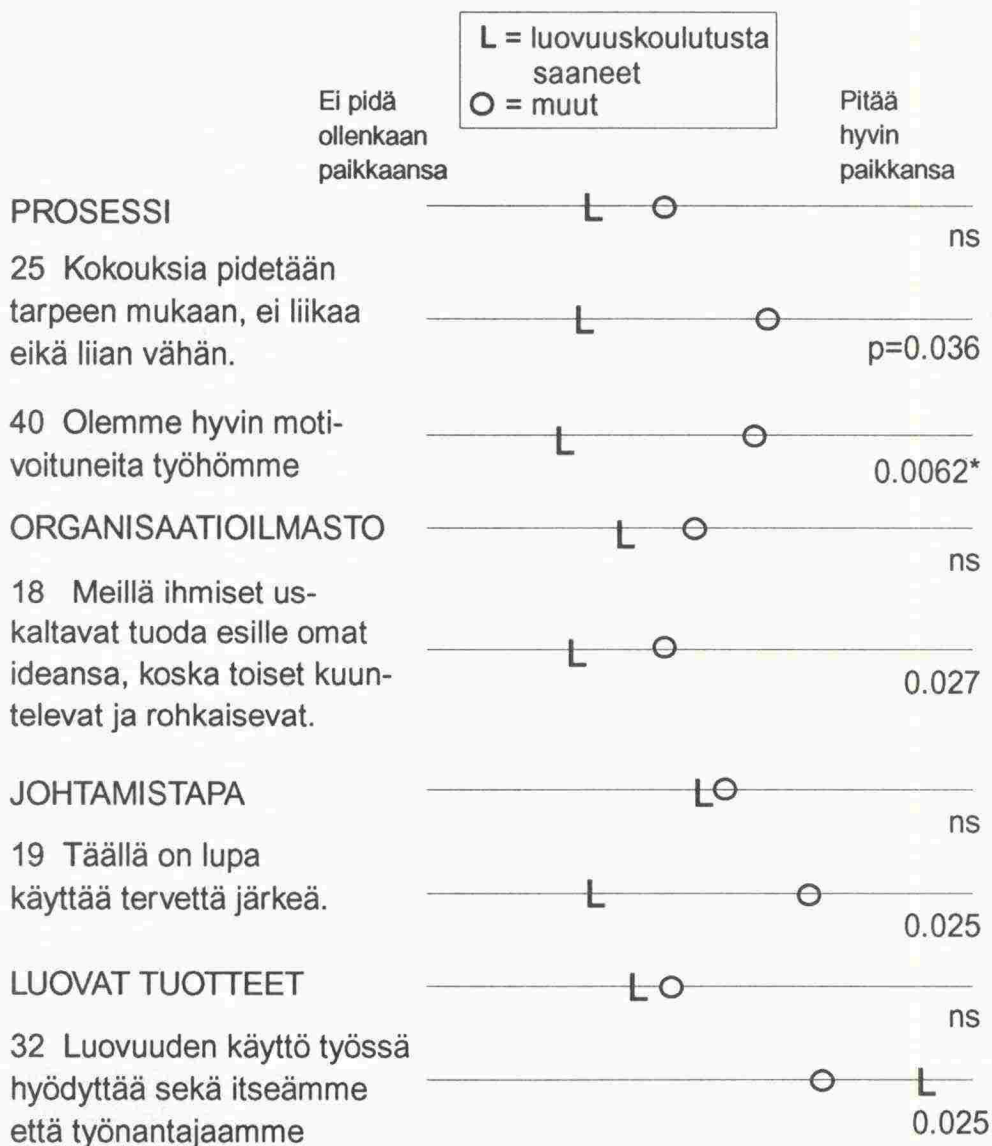 L = luovuuskoulutusta
saaneet
O = muut
Ei pidä
ollenkaan
paikkaansa
Pitää
hyvin
paikkansa
PROSESSI
L O
ns
25 Kokouksia pidetään
tarpeen mukaan, ei liikaa
eikä liian vähän.
L O
p=0.036
40 Olemme hyvin moti-
voituneita työhömme
L O
0.0062*
ORGANISAATIOILMASTO
L O
ns
18 Meillä ihmiset us-
kaltavat tuoda esille omat
ideansa, koska toiset kuun-
televat ja rohkaisevat.
L O
0.027
JOHTAMISTAPA
L O
ns
19 Täällä on lupa
käyttää tervettä järkeä.
L O
0.025
LUOVAT TUOTTEET
L O
ns
32 Luovuuden käyttö työssä
hyödyttää sekä itseämme
että työnantajaamme
O L
0.025